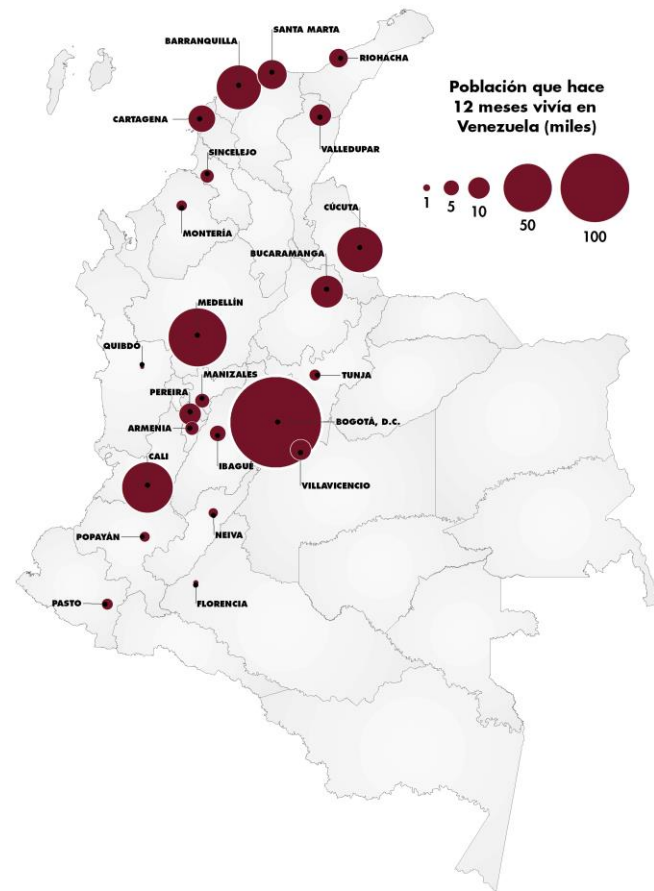 SANTA MARTA
BARRANQUILLA
RIOHACHA
Población que hace
12 meses vivía en
Venezuela (miles)
CARTAGENA
VALLEDUPAR
SINCELEJO
1
5
10
50
100
CÚCUTA
MONTERÍA
BUCARAMANGA
MEDELLÍN
QUIBDÓ
MANIZALES
TUNJA
PEREIRA
BOGOTÁ, D.C.
ARMENIA
CALI
IBAGUÉ
VILLAVICENCIO
POPAYÁN
NEIVA
PASTO
FLORENCIA